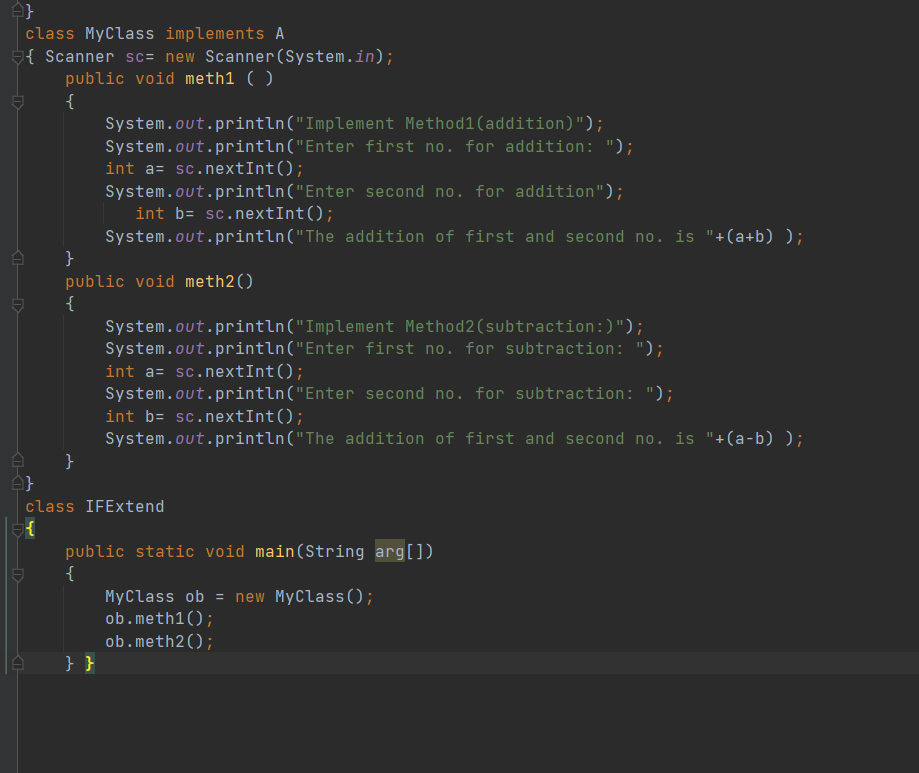 }
class MyClass implements A
{ Scanner sc= new Scanner(System.in);
    public void meth1 ( )
    {
        System.out.println("Implement Method1(addition)");
        System.out.println("Enter first no. for addition: ");
        int a= sc.nextInt();
        System.out.println("Enter second no. for addition");
           int b= sc.nextInt();
        System.out.println("The addition of first and second no. is "+(a+b) );
    }
    public void meth2()
    {
        System.out.println("Implement Method2(subtraction:)");
        System.out.println("Enter first no. for subtraction: ");
        int a= sc.nextInt();
        System.out.println("Enter second no. for subtraction: ");
        int b= sc.nextInt();
        System.out.println("The addition of first and second no. is "+(a-b) );
    }
}
class IFExtend
{
    public static void main(String arg[])
    {
        MyClass ob = new MyClass();
        ob.meth1();
        ob.meth2();
    } }